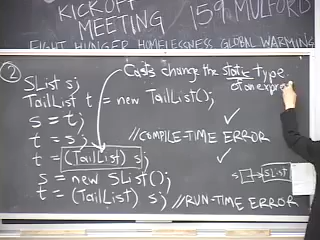 KICKOFF
MEETING
159 MULFORD
FIGHT HUNGER HOMELESSNESS GLOBAL WARMING
② Casts change the static type
of an express
SList s;
TailList t = new TailList();
s = t; ✓
t = s; //COMPILE-TIME ERROR
t = (TailList) s; ✓
s = new SList(); s → SList
t = (TailList) s; //RUN-TIME ERROR